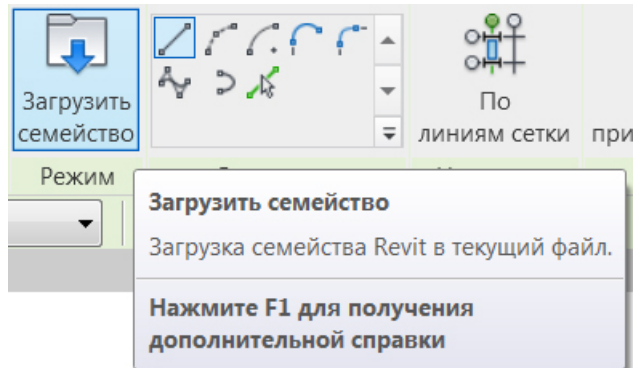 Загрузить
семейство
По
линиям сетки
при
Режим
Загрузить семейство
Загрузка семейства Revit в текущий файл.
Нажмите F1 для получения
дополнительной справки